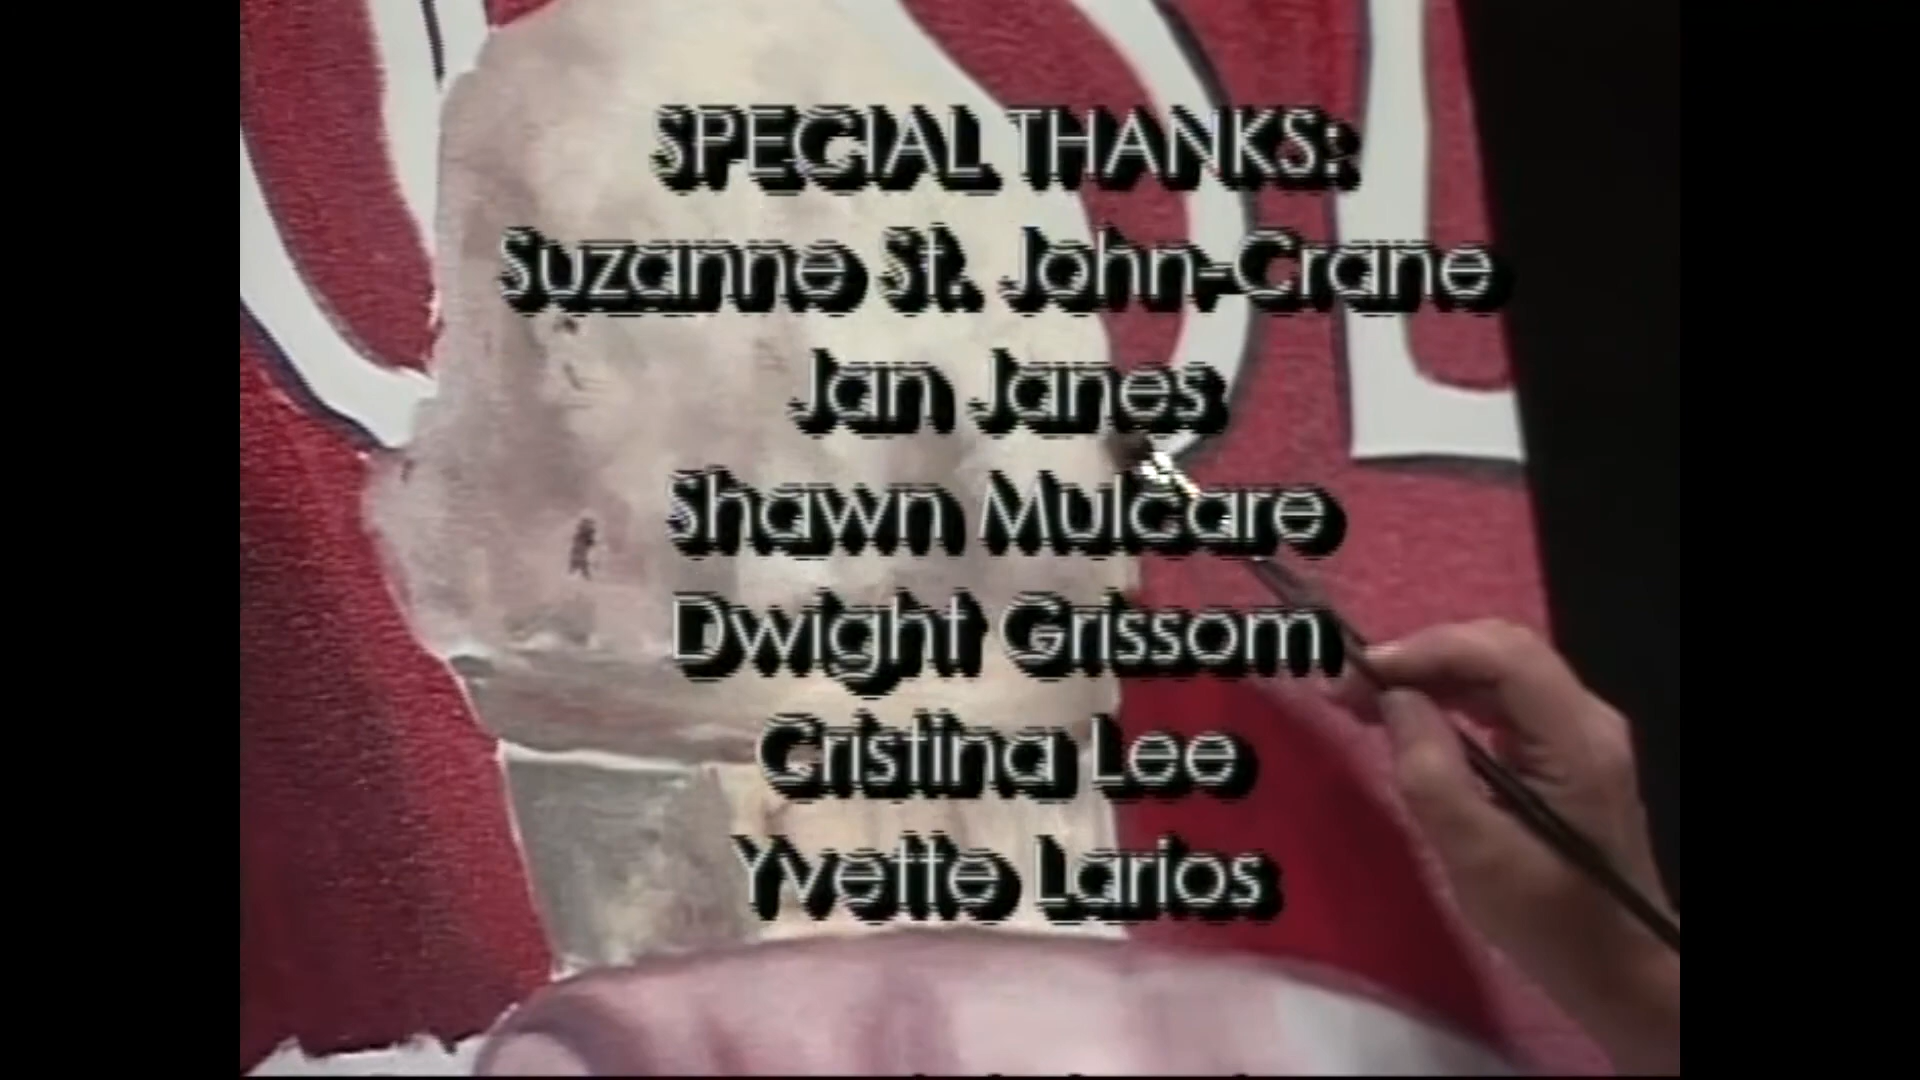 SPECIAL THANKS:
Suzanne St. John-Crane
Jan Janes
Shawn Mulcare
Dwight Grissom
Cristina Lee
Yvette Larios